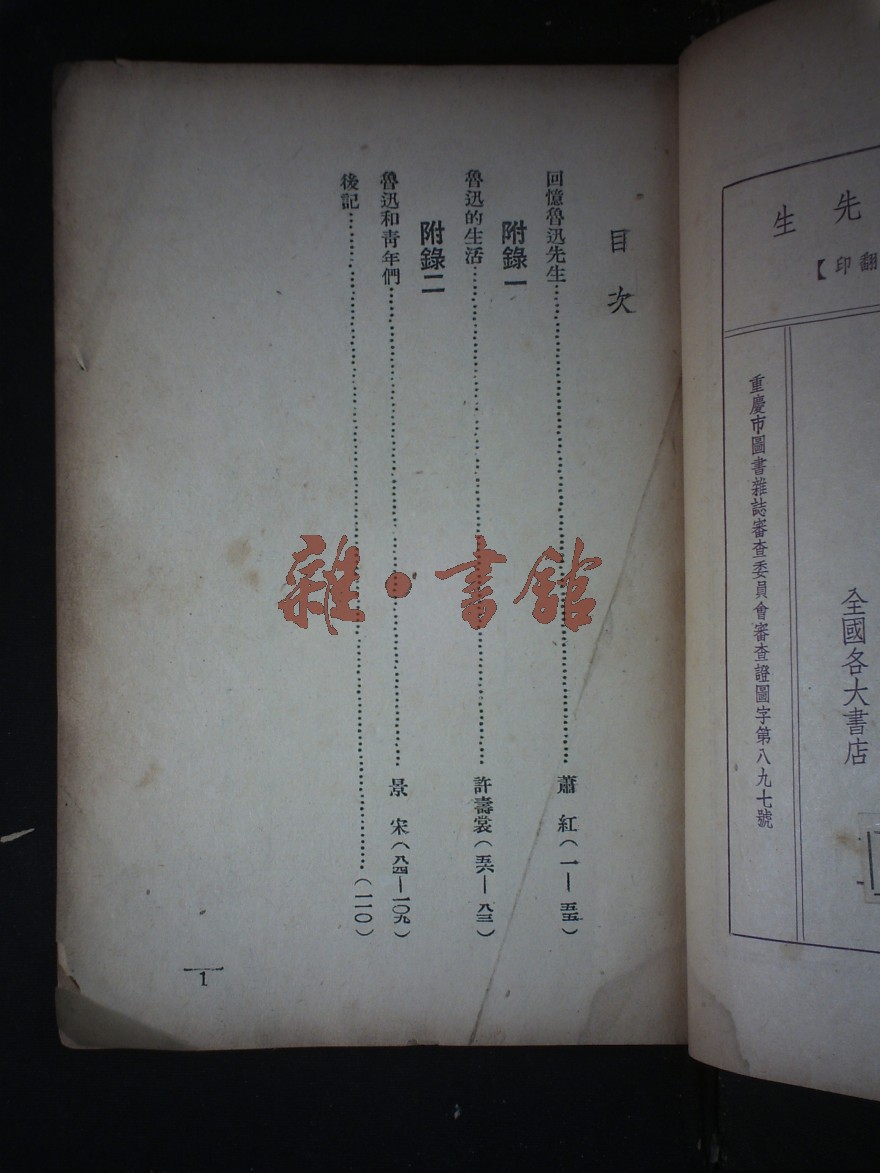 先生
翻印】
全國各大書店
重慶市圖書雜誌審查委員會審查證圖字第八九七號
目次
回憶魯迅先生……蕭紅（一—五五）
附錄一
魯迅的生活……許壽裳（五六—八三）
附錄二
魯迅和青年們……景宋（八四—一〇九）
後記……（一一〇）
1
雜·書館